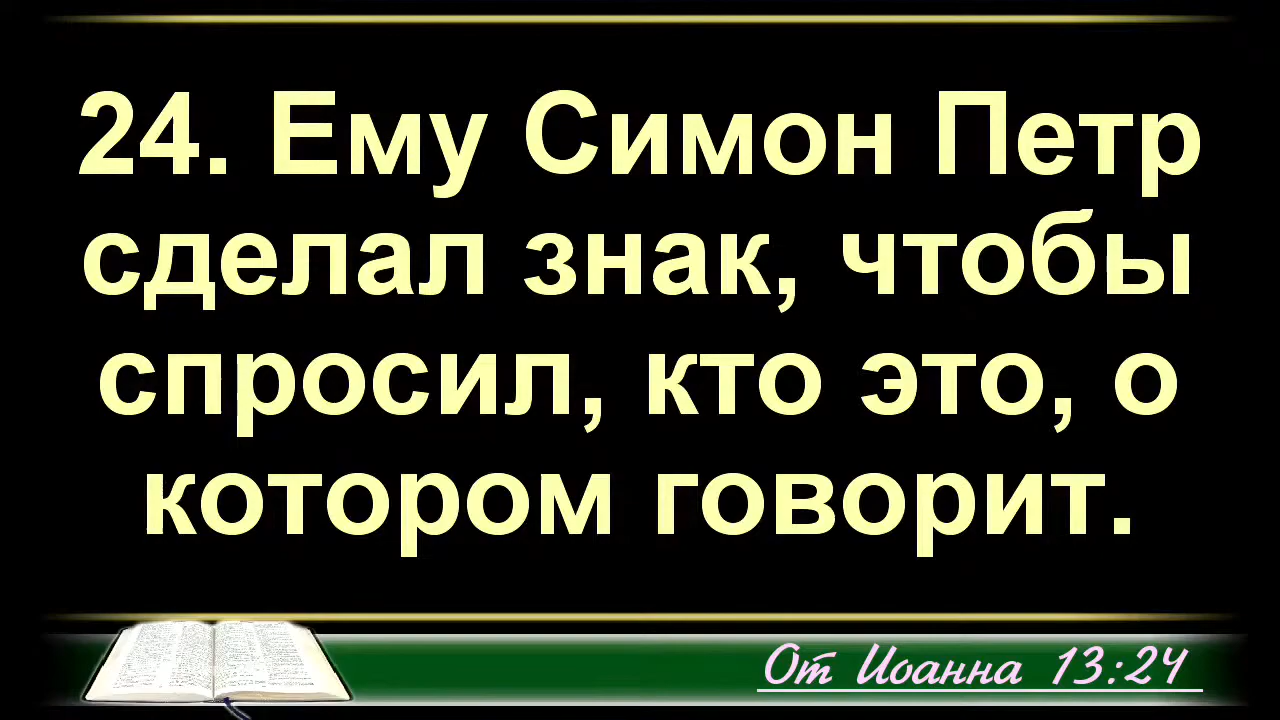 24. Ему Симон Петр
сделал знак, чтобы
спросил, кто это, о
котором говорит.
От Иоанна 13:24